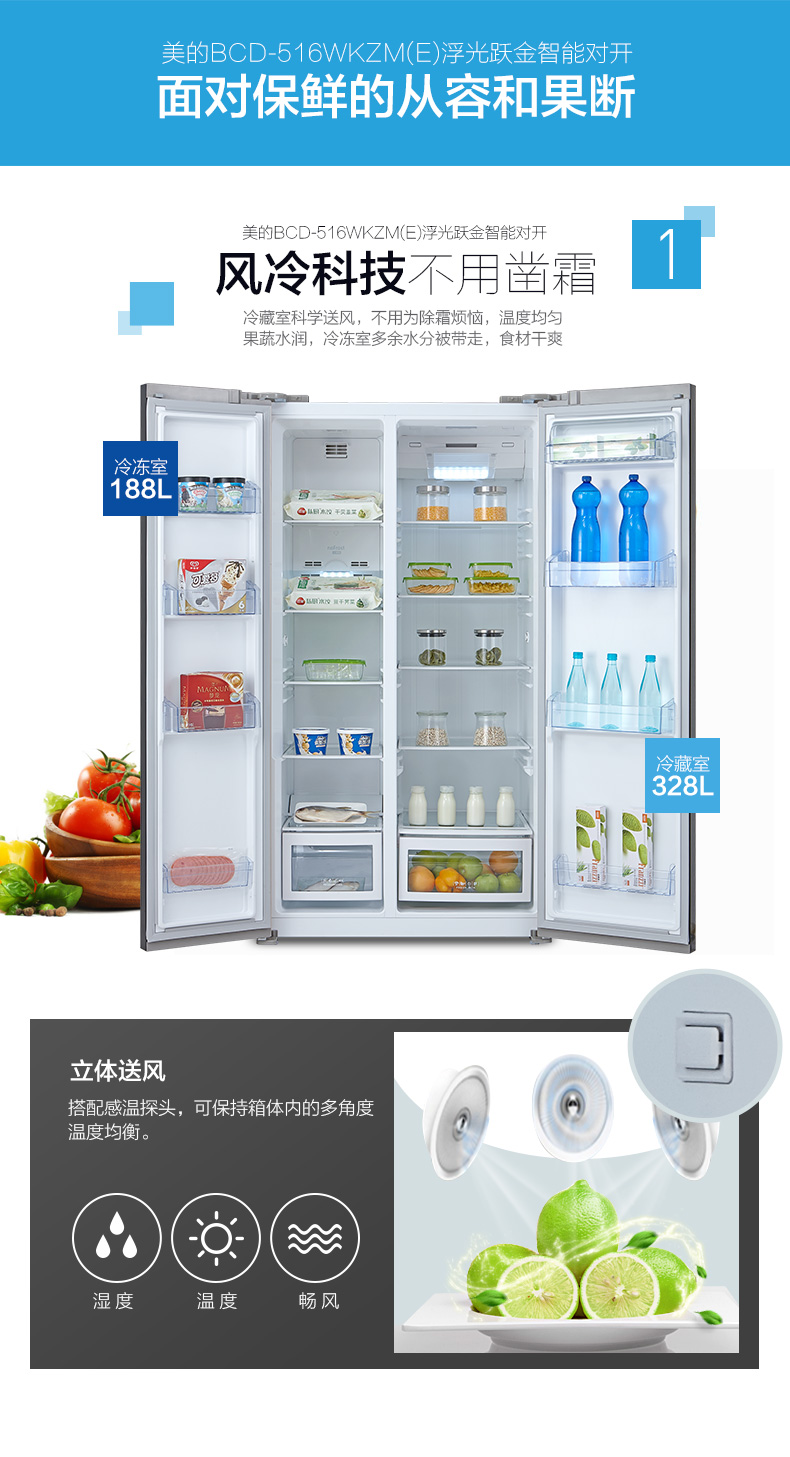 美的BCD-516WKZM(E)浮光跃金智能对开
面对保鲜的从容和果断
美的BCD-516WKZM(E)浮光跃金智能对开
1
风冷科技不用凿霜
冷藏室科学送风，不用为除霜烦恼，温度均匀
果蔬水润，冷冻室多余水分被带走，食材干爽
冷冻室
188L
可爱多
MAGNUM
冷藏室
328L
立体送风
搭配感温探头，可保持箱体内的多角度
温度均衡。
湿度
温度
畅风